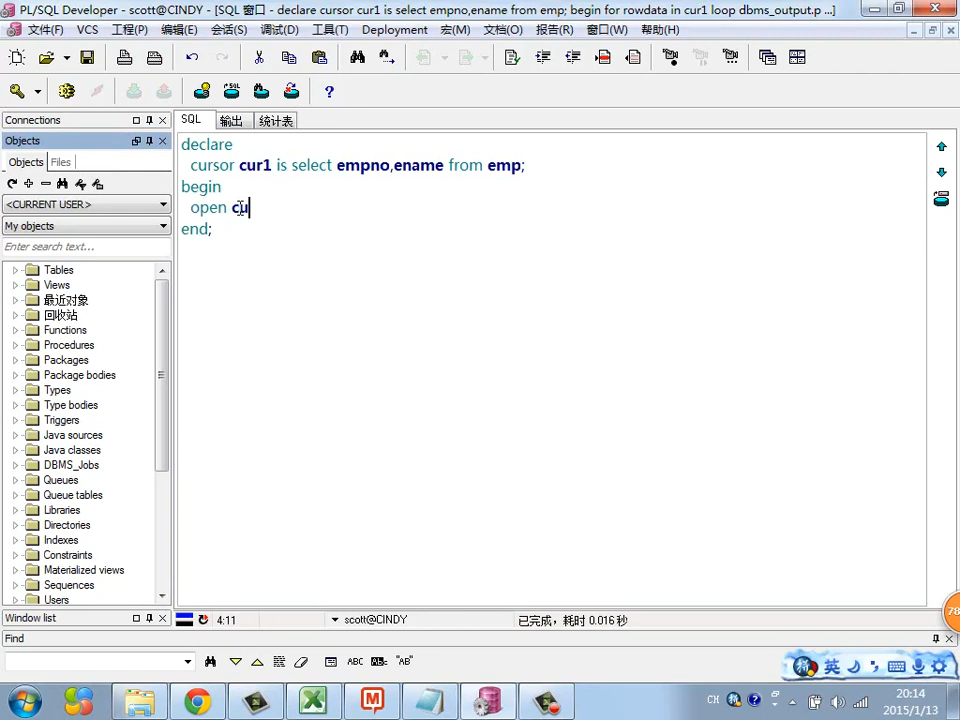 PL/SQL Developer - scott@CINDY - [SQL 窗口 - declare cursor cur1 is select empno,ename from emp; begin for rowdata in cur1 loop dbms_output.p ...]
文件(F) VCS 工程(P) 编辑(E) 会话(S) 调试(D) 工具(T) Deployment 宏(M) 文档(O) 报告(R) 窗口(W) 帮助(H)
Connections
SQL 输出 统计表
Objects
Objects Files
<CURRENT USER>
My objects
Enter search text...
Tables
Views
最近对象
回收站
Functions
Procedures
Packages
Package bodies
Types
Type bodies
Triggers
Java sources
Java classes
DBMS_Jobs
Queues
Queue tables
Libraries
Directories
Indexes
Constraints
Materialized views
Sequences
Users
declare
cursor cur1 is select empno,ename from emp;
begin
open cu
end;
Window list
4:11 scott@CINDY 已完成, 耗时 0.016 秒
Find
ABC "AB"
英
78
CH 20:14
2015/1/13